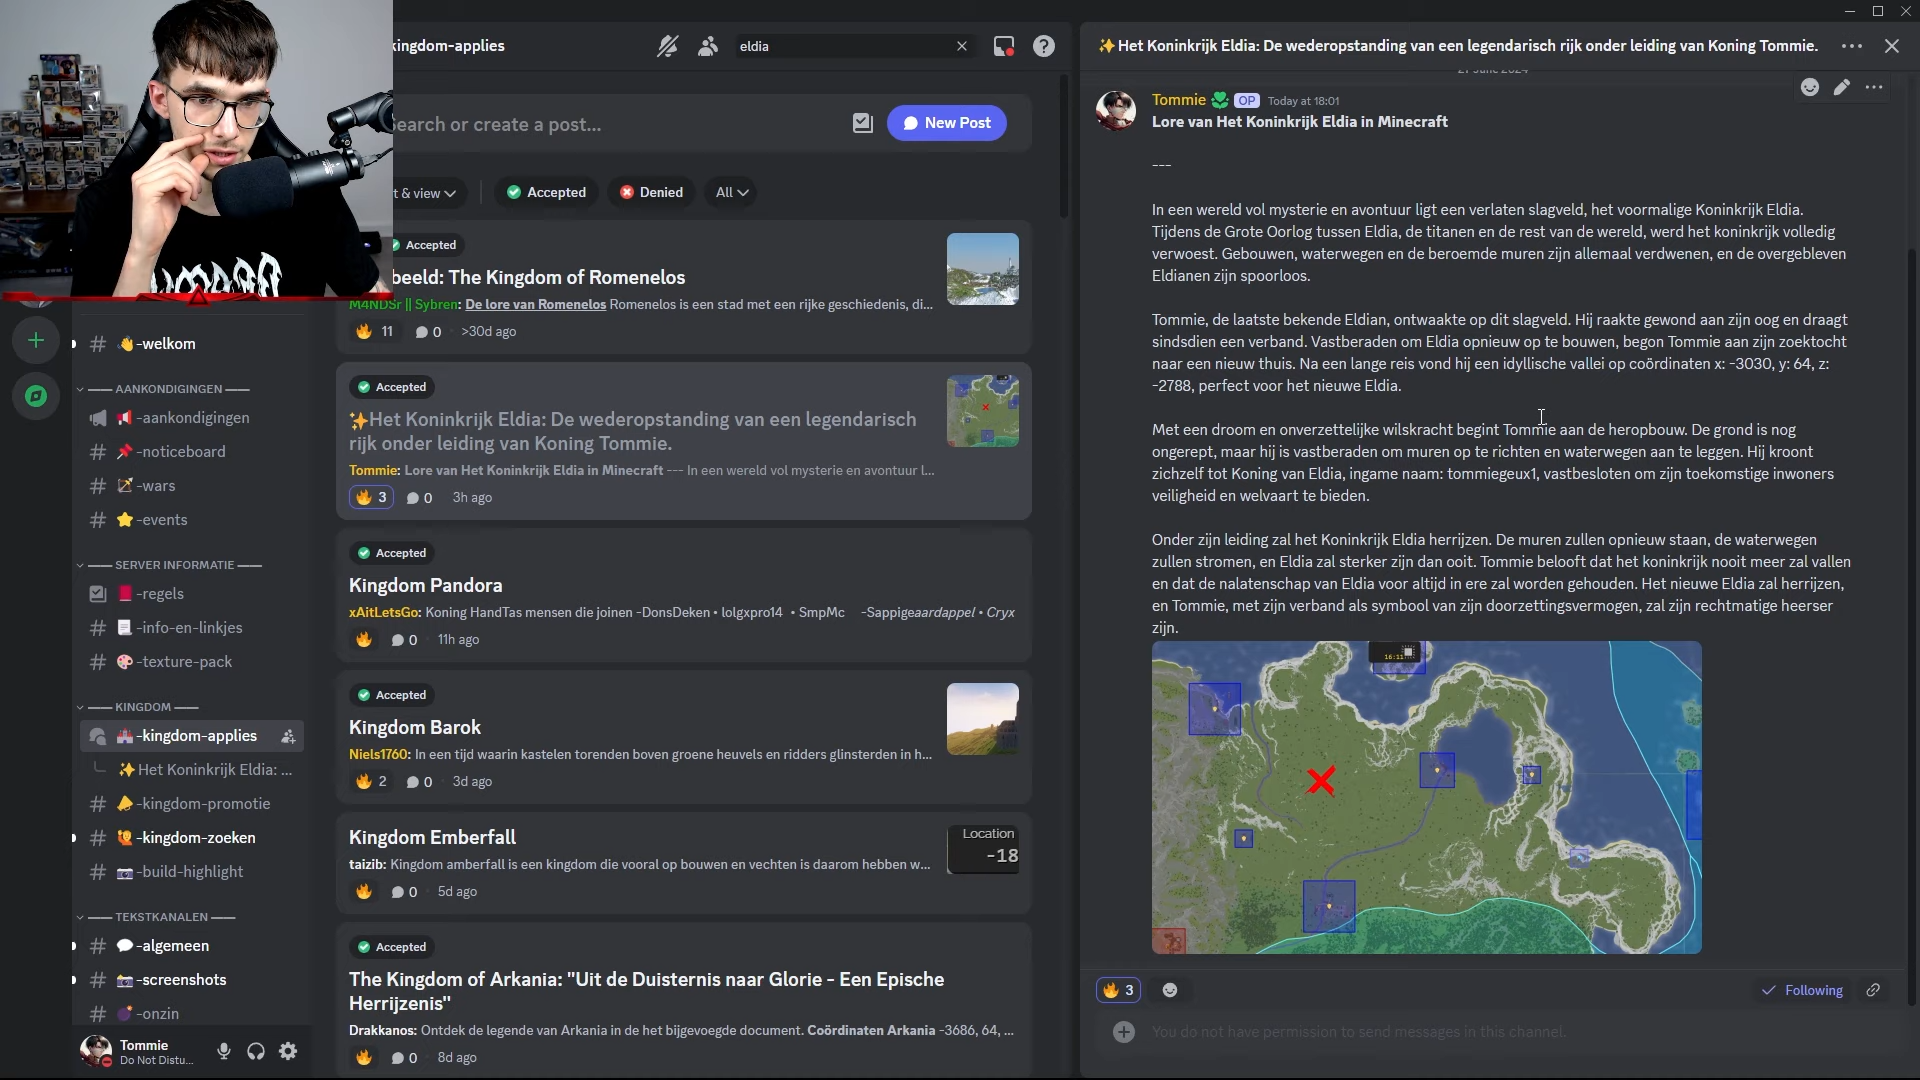 kingdom-applies
eldia
Search or create a post...
New Post
t & view
Accepted
Denied
All
-welkom
AANKONDIGINGEN
-aankondigingen
-noticeboard
-wars
-events
SERVER INFORMATIE
-regels
-info-en-linkjes
-texture-pack
KINGDOM
-kingdom-applies
✨Het Koninkrijk Eldia: ...
-kingdom-promotie
-kingdom-zoeken
-build-highlight
TEKSTKANALEN
-algemeen
-screenshots
-onzin
Tommie
Do Not Distu...
Accepted
beeld: The Kingdom of Romenelos
M4NDSr || Sybren: De lore van Romenelos Romenelos is een stad met een rijke geschiedenis, di...
11 0 >30d ago
Accepted
✨Het Koninkrijk Eldia: De wederopstanding van een legendarisch
rijk onder leiding van Koning Tommie.
Tommie: Lore van Het Koninkrijk Eldia in Minecraft --- In een wereld vol mysterie en avontuur l...
3 0 3h ago
Accepted
Kingdom Pandora
xAitLetsGo: Koning HandTas mensen die joinen -DonsDeken • lolgxpro14 • SmpMc -Sappigeaardappel • Cryx
0 11h ago
Accepted
Kingdom Barok
Niels1760: In een tijd waarin kastelen torenden boven groene heuvels en ridders glinsterden in h...
2 0 3d ago
Kingdom Emberfall
taizib: Kingdom amberfall is een kingdom die vooral op bouwen en vechten is daarom hebben w...
0 5d ago
Location
-18
Accepted
The Kingdom of Arkania: "Uit de Duisternis naar Glorie - Een Epische
Herrijzenis"
Drakkanos: Ontdek de legende van Arkania in de het bijgevoegde document. Coördinaten Arkania -3686, 64, ...
0 8d ago
✨Het Koninkrijk Eldia: De wederopstanding van een legendarisch rijk onder leiding van Koning Tommie.
21 June 2024
Tommie OP Today at 18:01
Lore van Het Koninkrijk Eldia in Minecraft
---
In een wereld vol mysterie en avontuur ligt een verlaten slagveld, het voormalige Koninkrijk Eldia.
Tijdens de Grote Oorlog tussen Eldia, de titanen en de rest van de wereld, werd het koninkrijk volledig
verwoest. Gebouwen, waterwegen en de beroemde muren zijn allemaal verdwenen, en de overgebleven
Eldianen zijn spoorloos.
Tommie, de laatste bekende Eldian, ontwaakte op dit slagveld. Hij raakte gewond aan zijn oog en draagt
sindsdien een verband. Vastberaden om Eldia opnieuw op te bouwen, begon Tommie aan zijn zoektocht
naar een nieuw thuis. Na een lange reis vond hij een idyllische vallei op coördinaten x: -3030, y: 64, z:
-2788, perfect voor het nieuwe Eldia.
Met een droom en onverzettelijke wilskracht begint Tommie aan de heropbouw. De grond is nog
ongerept, maar hij is vastberaden om muren op te richten en waterwegen aan te leggen. Hij kroont
zichzelf tot Koning van Eldia, ingame naam: tommiegeux1, vastbesloten om zijn toekomstige inwoners
veiligheid en welvaart te bieden.
Onder zijn leiding zal het Koninkrijk Eldia herrijzen. De muren zullen opnieuw staan, de waterwegen
zullen stromen, en Eldia zal sterker zijn dan ooit. Tommie belooft dat het koninkrijk nooit meer zal vallen
en dat de nalatenschap van Eldia voor altijd in ere zal worden gehouden. Het nieuwe Eldia zal herrijzen,
en Tommie, met zijn verband als symbool van zijn doorzettingsvermogen, zal zijn rechtmatige heerser
zijn.
16:11
3
Following
You do not have permission to send messages in this channel.